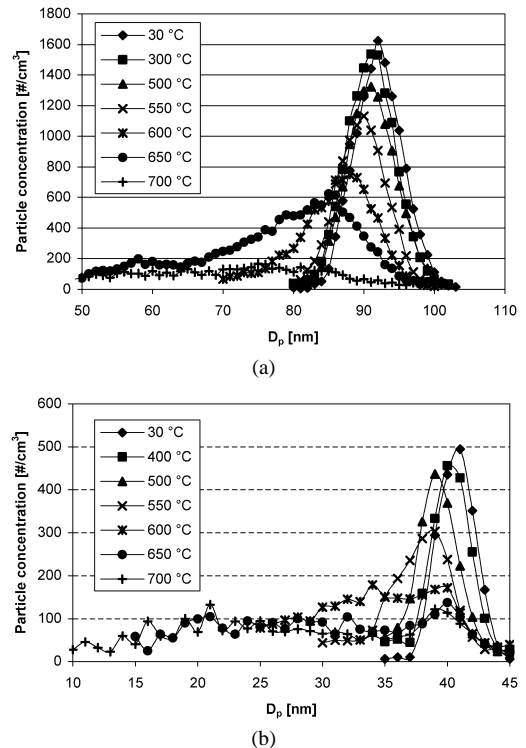 1800
1600
1400
1200
1000
800
600
400
200
0
Particle concentration [#/cm³]
30 °C
300 °C
500 °C
550 °C
600 °C
650 °C
700 °C
50 60 70 80 90 100 110
Dₚ [nm]
(a)
600
500
400
300
200
100
0
Particle concentration [#/cm³]
30 °C
400 °C
500 °C
550 °C
600 °C
650 °C
700 °C
10 15 20 25 30 35 40 45
Dₚ [nm]
(b)